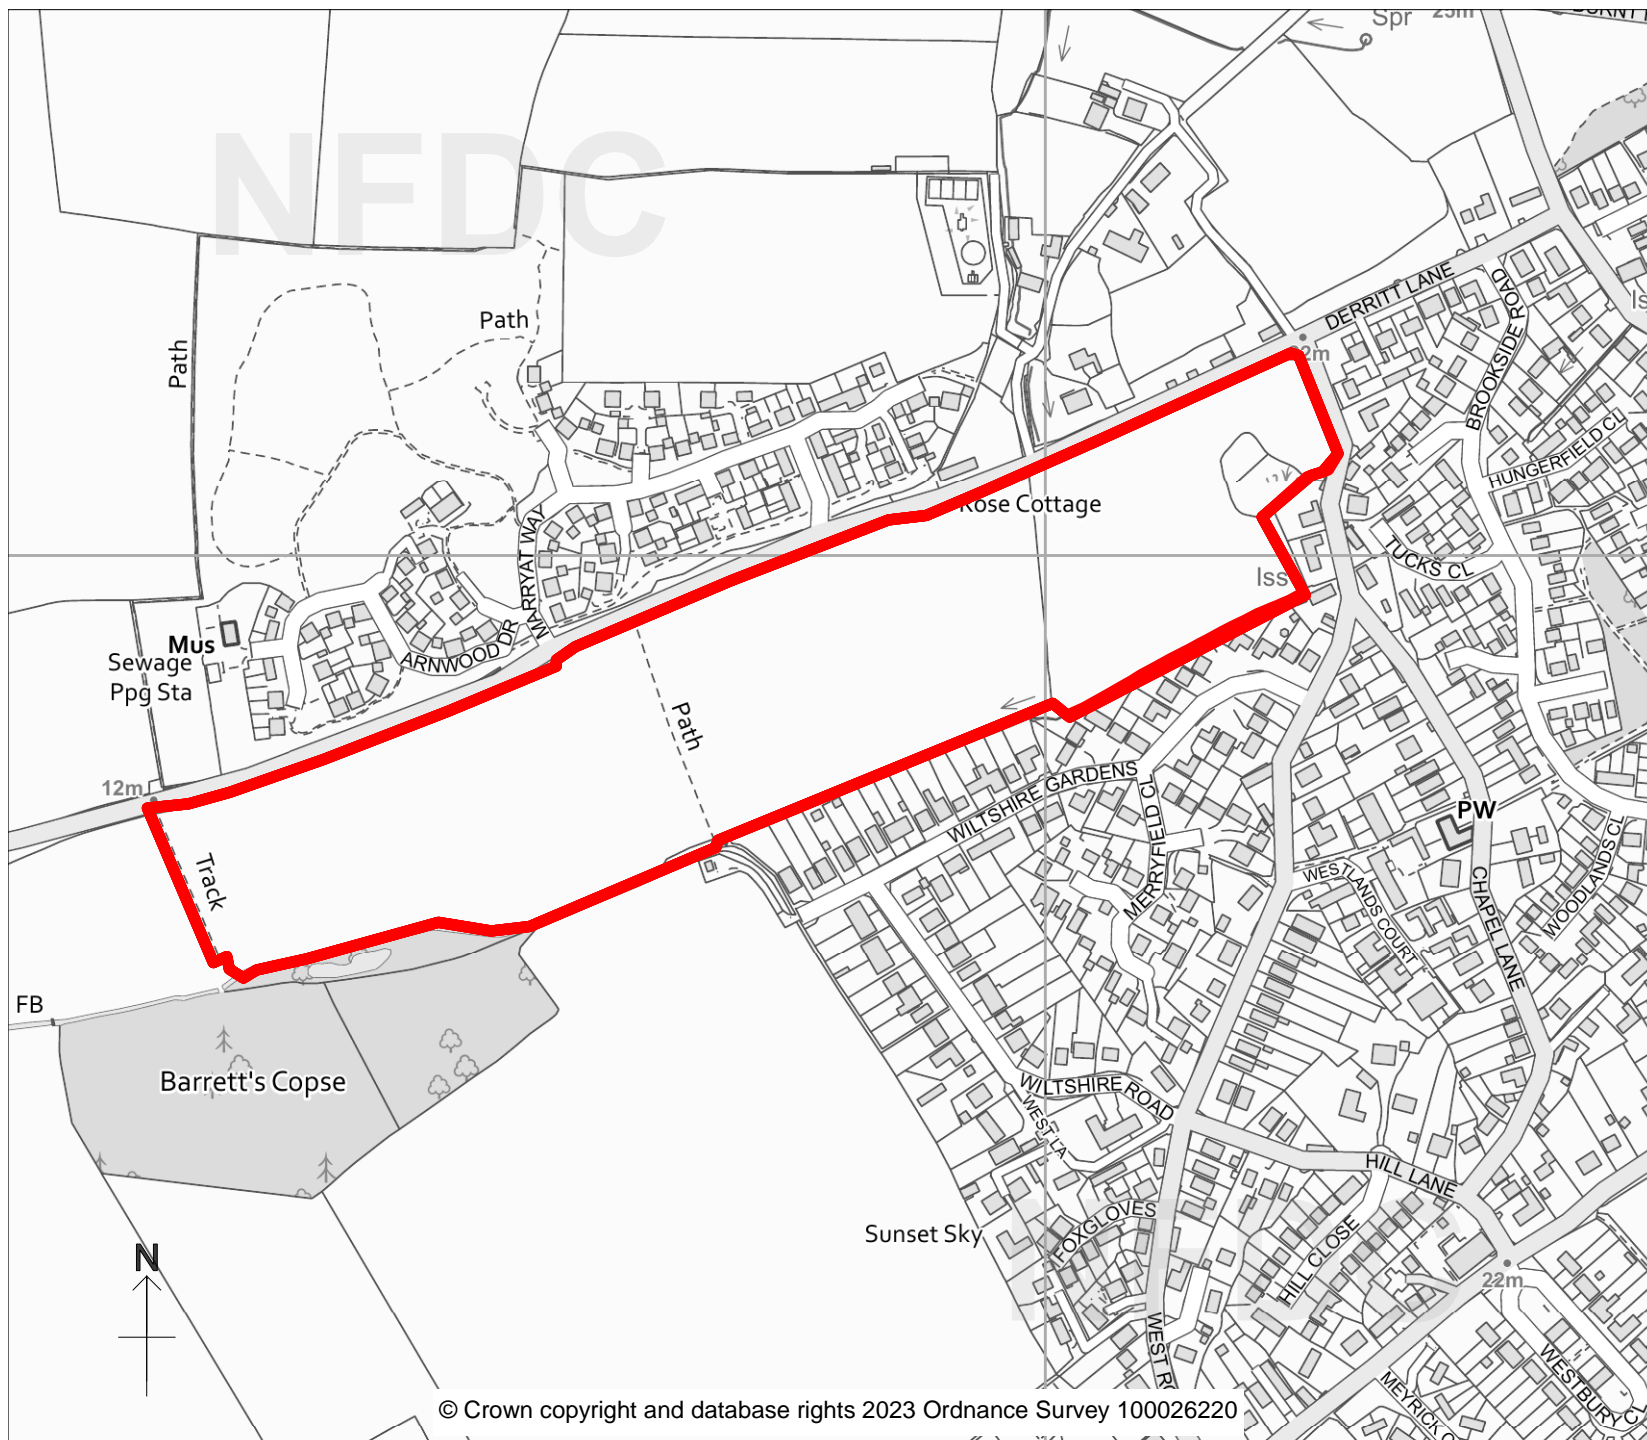 Spr
25m
NFDC
DERRITT LANE
BROOKSIDE ROAD
Path
Path
HUNGERFIELD CL
Rose Cottage
TUCKS CL
Iss
MARRYAT WAY
ARNWOOD DR
Mus
Sewage
Ppg Sta
Path
12m
Track
WILTSHIRE GARDENS
MERRYFIELD CL
PW
WESTLANDS COURT
CHAPEL LANE
WOODLANDS CL
FB
Barrett's Copse
WILTSHIRE ROAD
WEST LA
HILL LANE
Sunset Sky
FOXGLOVES
HILL CLOSE
NFDC
22m
N
WESTBURY CL
© Crown copyright and database rights 2023 Ordnance Survey 100026220